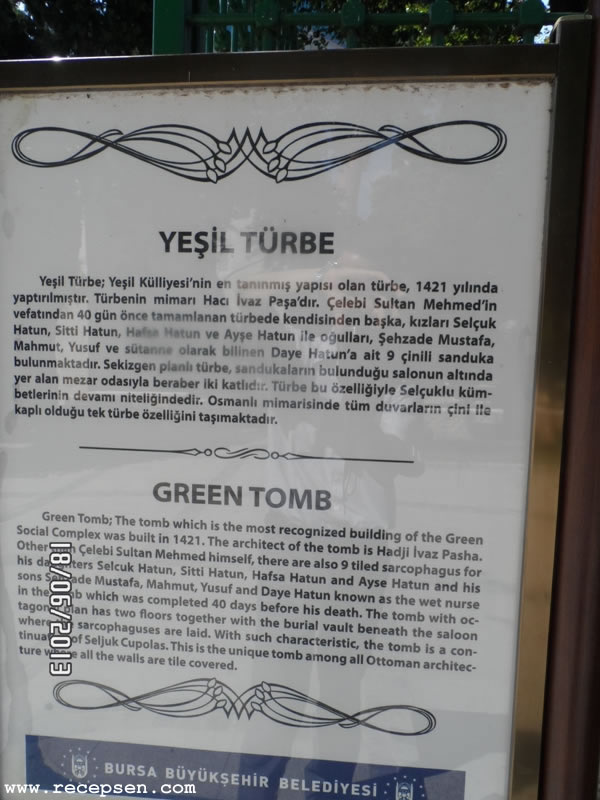 YEŞİL TÜRBE
Yeşil Türbe; Yeşil Külliyesi'nin en tanınmış yapısı olan türbe, 1421 yılında
yaptırılmıştır. Türbenin mimarı Hacı İvaz Paşa'dır. Çelebi Sultan Mehmed'in
vefatından 40 gün önce tamamlanan türbede kendisinden başka, kızları Selçuk
Hatun, Sitti Hatun, Hafsa Hatun ve Ayşe Hatun ile oğulları, Şehzade Mustafa,
Mahmut, Yusuf ve sütanne olarak bilinen Daye Hatun'a ait 9 çinili sanduka
bulunmaktadır. Sekizgen planlı türbe, sandukaların bulunduğu salonun altında
yer alan mezar odasıyla beraber iki katlıdır. Türbe bu özelliğiyle Selçuklu küm-
betlerinin devamı niteliğindedir. Osmanlı mimarisinde tüm duvarların çini ile
kaplı olduğu tek türbe özelliğini taşımaktadır.
GREEN TOMB
Green Tomb; The tomb which is the most recognized building of the Green
Social Complex was built in 1421. The architect of the tomb is Hadji İvaz Pasha.
Other Çelebi Sultan Mehmed himself, there are also 9 tiled sarcophagus for
his daughters Selcuk Hatun, Sitti Hatun, Hafsa Hatun and Ayse Hatun and his
sons Sehzade Mustafa, Mahmut, Yusuf and Daye Hatun known as the wet nurse
in the tomb which was completed 40 days before his death. The tomb with oc-
tagonal plan has two floors together with the burial vault beneath the saloon
where sarcophaguses are laid. With such characteristic, the tomb is a con-
of Seljuk Cupolas. This is the unique tomb among all Ottoman architec-
ture where all the walls are tile covered.
18/06/2013
BURSA BÜYÜKŞEHİR BELEDİYESİ
www.recepsen.com